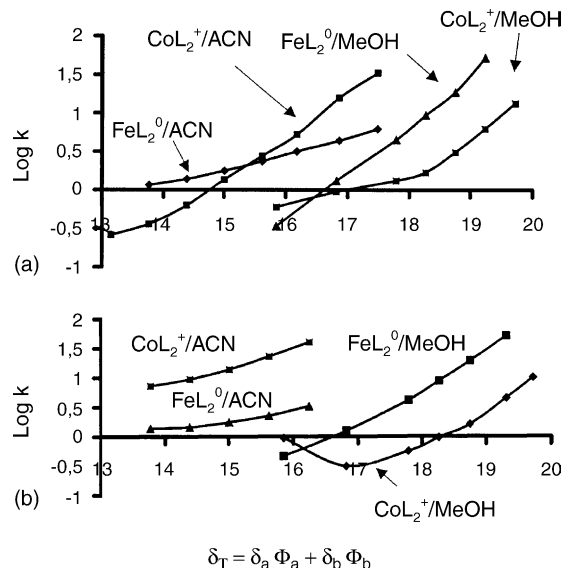 2
CoL₂⁺/ACN
FeL₂⁰/MeOH
CoL₂⁺/MeOH
1,5
1
FeL₂⁰/ACN
0,5
Log k
0
13 14 15 16 17 18 19 20
-0,5
-1
(a)
2
CoL₂⁺/ACN
FeL₂⁰/MeOH
1,5
1
FeL₂⁰/ACN
0,5
Log k
0
13 14 15 16 17 18 19 20
-0,5
-1
CoL₂⁺/MeOH
(b)
δT = δa Φa + δb Φb